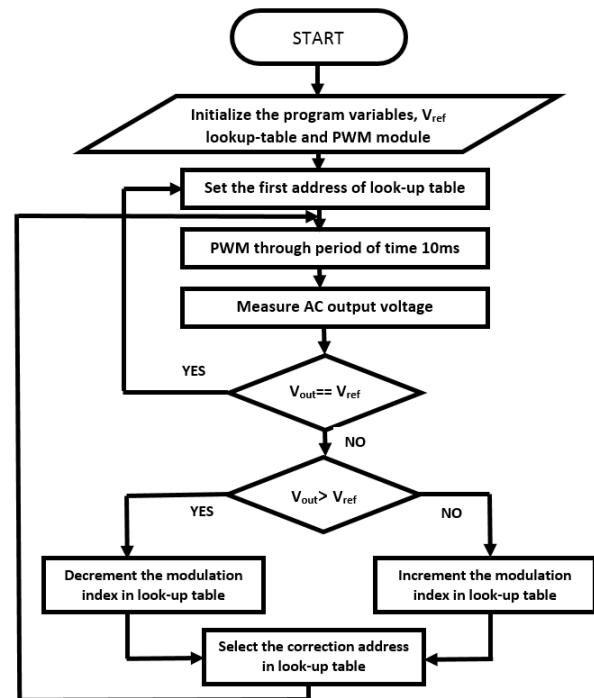 START
Initialize the program variables, Vref
lookup-table and PWM module
Set the first address of look-up table
PWM through period of time 10ms
Measure AC output voltage
YES
Vout== Vref
NO
Vout> Vref
YES
NO
Decrement the modulation
index in look-up table
Increment the modulation
index in look-up table
Select the correction address
in look-up table